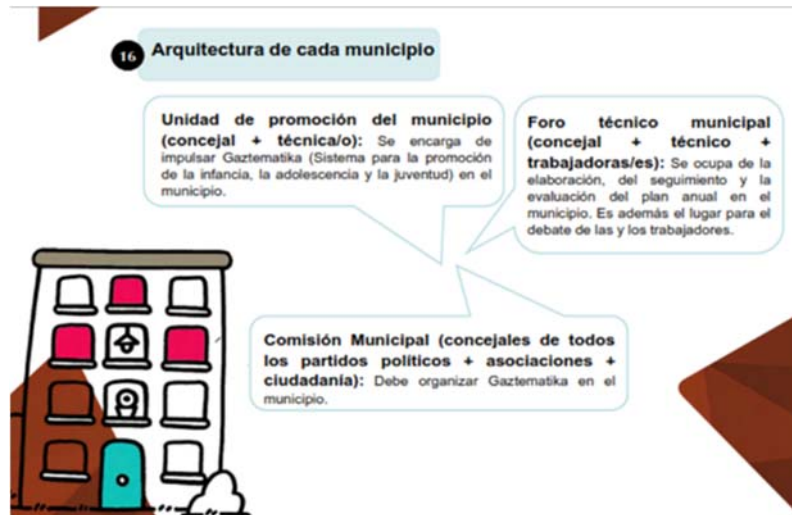 16 Arquitectura de cada municipio
Unidad de promoción del municipio
(concejal + técnica/o): Se encarga de
impulsar Gaztematika (Sistema para la promoción
de la infancia, la adolescencia y la juventud) en el
municipio.
Foro técnico municipal
(concejal + técnico +
trabajadoras/es): Se ocupa de la
elaboración, del seguimiento y la
evaluación del plan anual en el
municipio. Es además el lugar para el
debate de las y los trabajadores.
Comisión Municipal (concejales de todos
los partidos políticos + asociaciones +
ciudadanía): Debe organizar Gaztematika en el
municipio.